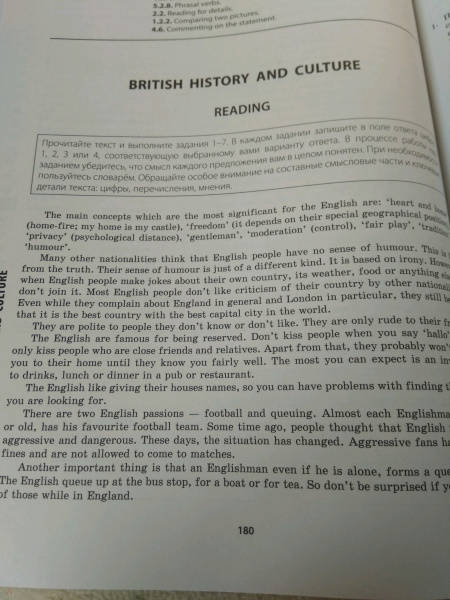 5.2.8. Phrasal verbs.
2.2. Reading for details.
1.2.2. Comparing two pictures.
4.6. Commenting on the statement.
BRITISH HISTORY AND CULTURE
READING
Прочитайте текст и выполните задания 1–7. В каждом задании запишите в поле ответа
1, 2, 3 или 4, соответствующую выбранному вами варианту ответа. В процессе работы
заданием убедитесь, что смысл каждого предложения вам в целом понятен. При
пользуйтесь словарём. Обращайте особое внимание на составные смысловые части и
детали текста: цифры, перечисления, мнения.
The main concepts which are the most significant for the English are: 'heart and
(home-fire; my home is my castle), 'freedom' (it depends on their special geographical
'privacy' (psychological distance), 'gentleman', 'moderation' (control), 'fair play',
'humour'.
Many other nationalities think that English people have no sense of humour. This is
from the truth. Their sense of humour is just of a different kind. It is based on irony.
when English people make jokes about their own country, its weather, food or anything
don't join it. Most English people don't like criticism of their country by other
Even while they complain about England in general and London in particular, they still
that it is the best country with the best capital city in the world.
They are polite to people they don't know or don't like. They are only rude to their
The English are famous for being reserved. Don't kiss people when you say 'hallo'
only kiss people who are close friends and relatives. Apart from that, they probably
you to their home until they know you fairly well. The most you can expect is an
to drinks, lunch or dinner in a pub or restaurant.
The English like giving their houses names, so you can have problems with finding
you are looking for.
There are two English passions — football and queuing. Almost each
or old, has his favourite football team. Some time ago, people thought that English
aggressive and dangerous. These days, the situation has changed. Aggressive fans
fines and are not allowed to come to matches.
Another important thing is that an Englishman even if he is alone, forms a
The English queue up at the bus stop, for a boat or for tea. So don't be surprised if
of those while in England.
180
CULTURE